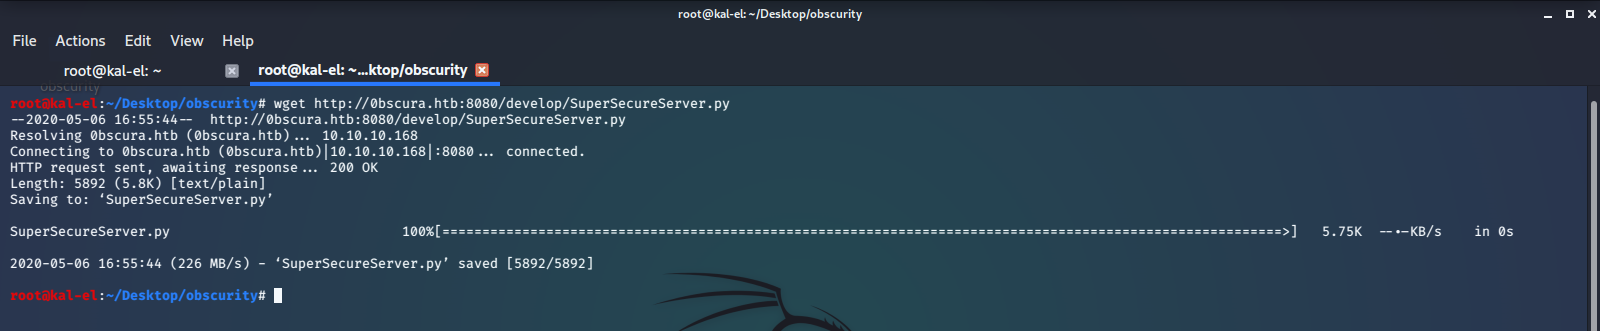 root@kal-el: ~/Desktop/obscurity
File Actions Edit View Help
root@kal-el: ~ root@kal-el: ~...ktop/obscurity
obscurity
root@kal-el:~/Desktop/obscurity# wget http://0bscura.htb:8080/develop/SuperSecureServer.py
--2020-05-06 16:55:44-- http://0bscura.htb:8080/develop/SuperSecureServer.py
Resolving 0bscura.htb (0bscura.htb)... 10.10.10.168
Connecting to 0bscura.htb (0bscura.htb)|10.10.10.168|:8080... connected.
HTTP request sent, awaiting response... 200 OK
Length: 5892 (5.8K) [text/plain]
Saving to: ‘SuperSecureServer.py’
SuperSecureServer.py 100%[=========================================================================================================>] 5.75K --.-KB/s in 0s
2020-05-06 16:55:44 (226 MB/s) - ‘SuperSecureServer.py’ saved [5892/5892]
root@kal-el:~/Desktop/obscurity#